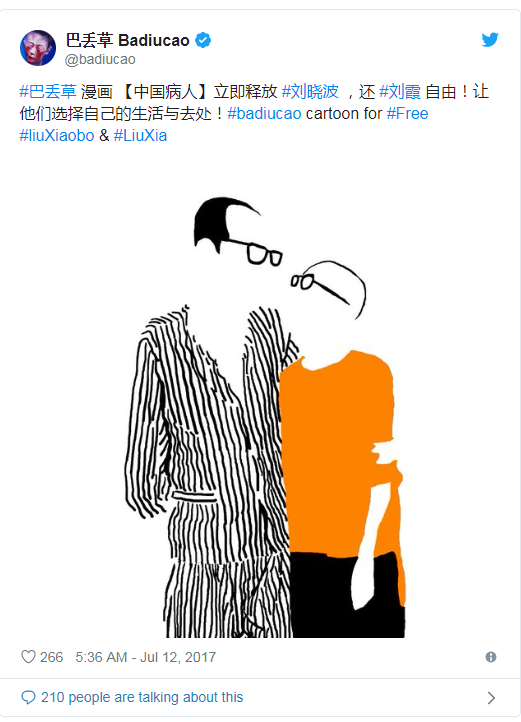 巴丢草 Badiucao
@badiucao
#巴丢草 漫画 【中国病人】立即释放 #刘晓波 ，还 #刘霞 自由！让
他们选择自己的生活与去处！#badiucao cartoon for #Free
#liuXiaobo & #LiuXia
266 5:36 AM - Jul 12, 2017
210 people are talking about this